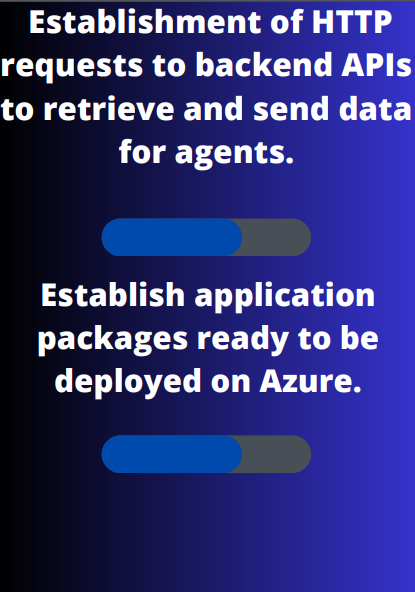 Establishment of HTTP
requests to backend APIs
to retrieve and send data
for agents.
Establish application
packages ready to be
deployed on Azure.